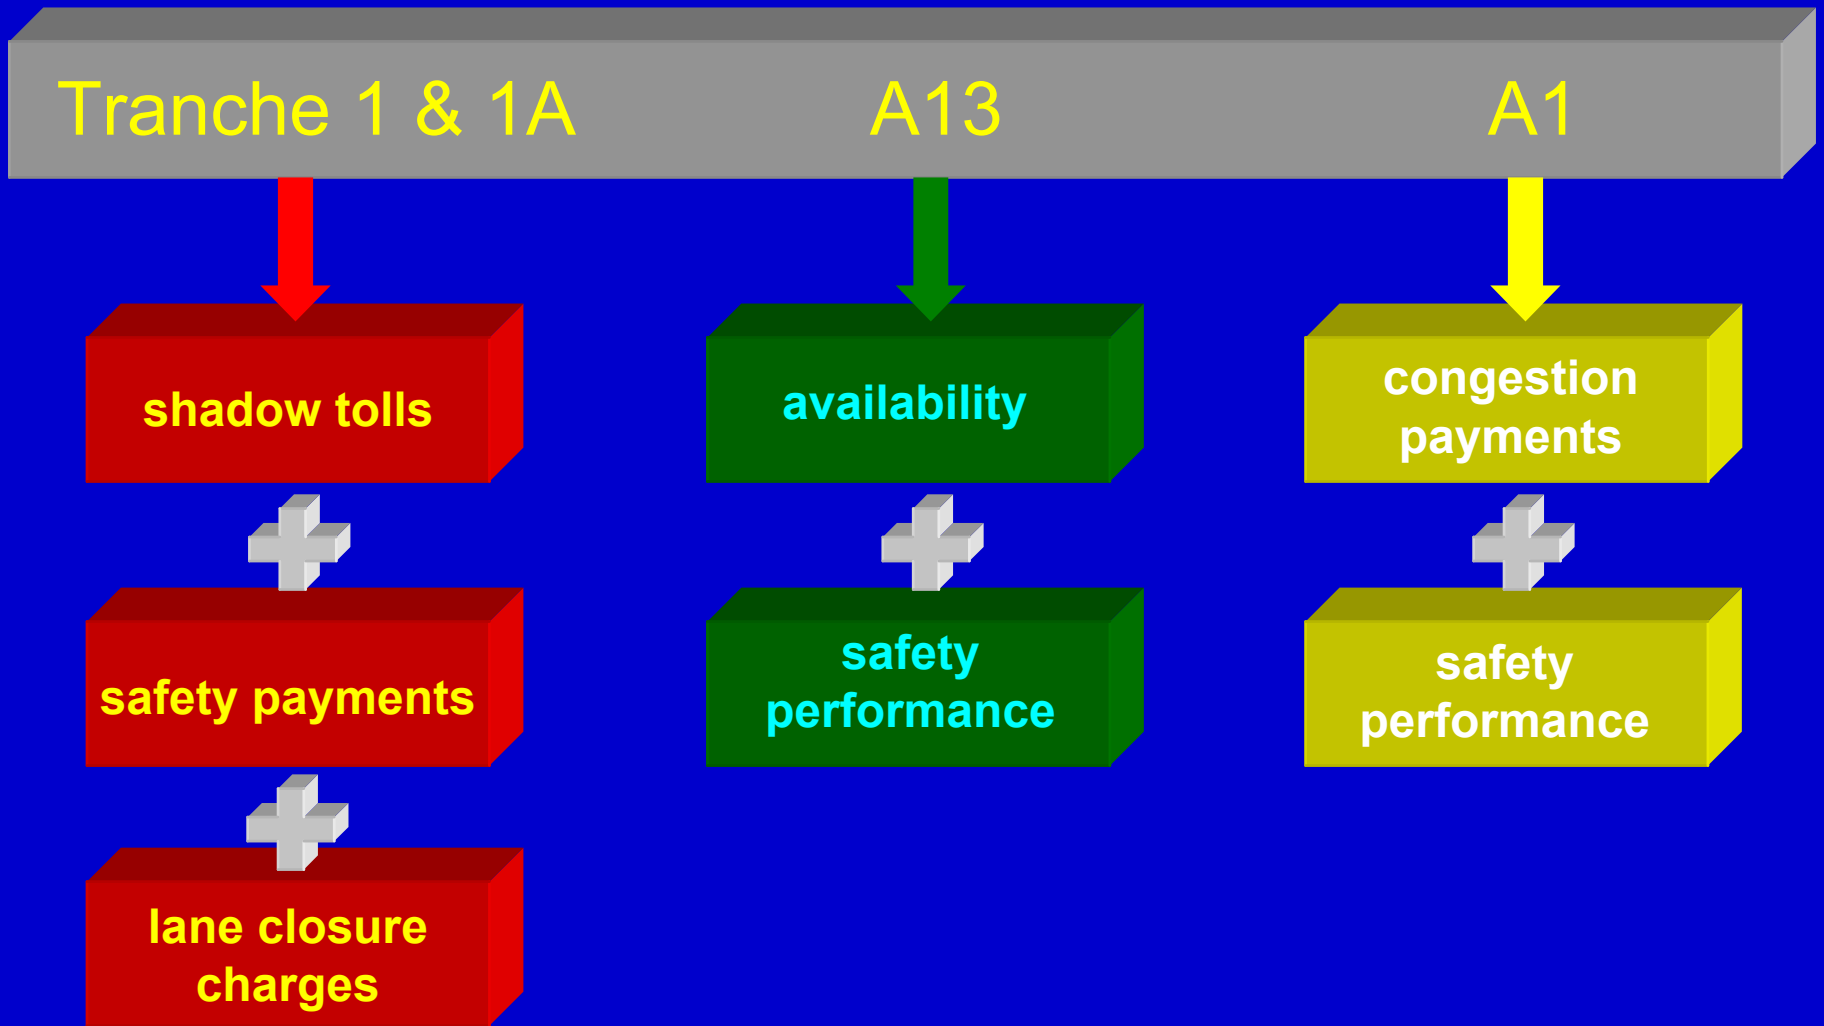 Tranche 1 & 1A
A13
A1
shadow tolls
safety payments
lane closure
charges
availability
safety
performance
congestion
payments
safety
performance